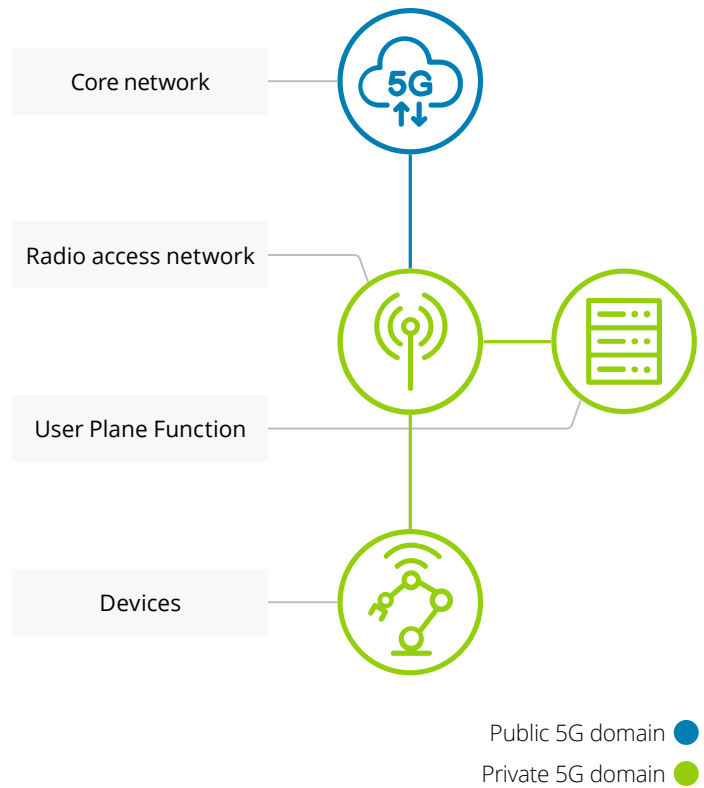 Core network
5G
Radio access network
User Plane Function
Devices
Public 5G domain
Private 5G domain